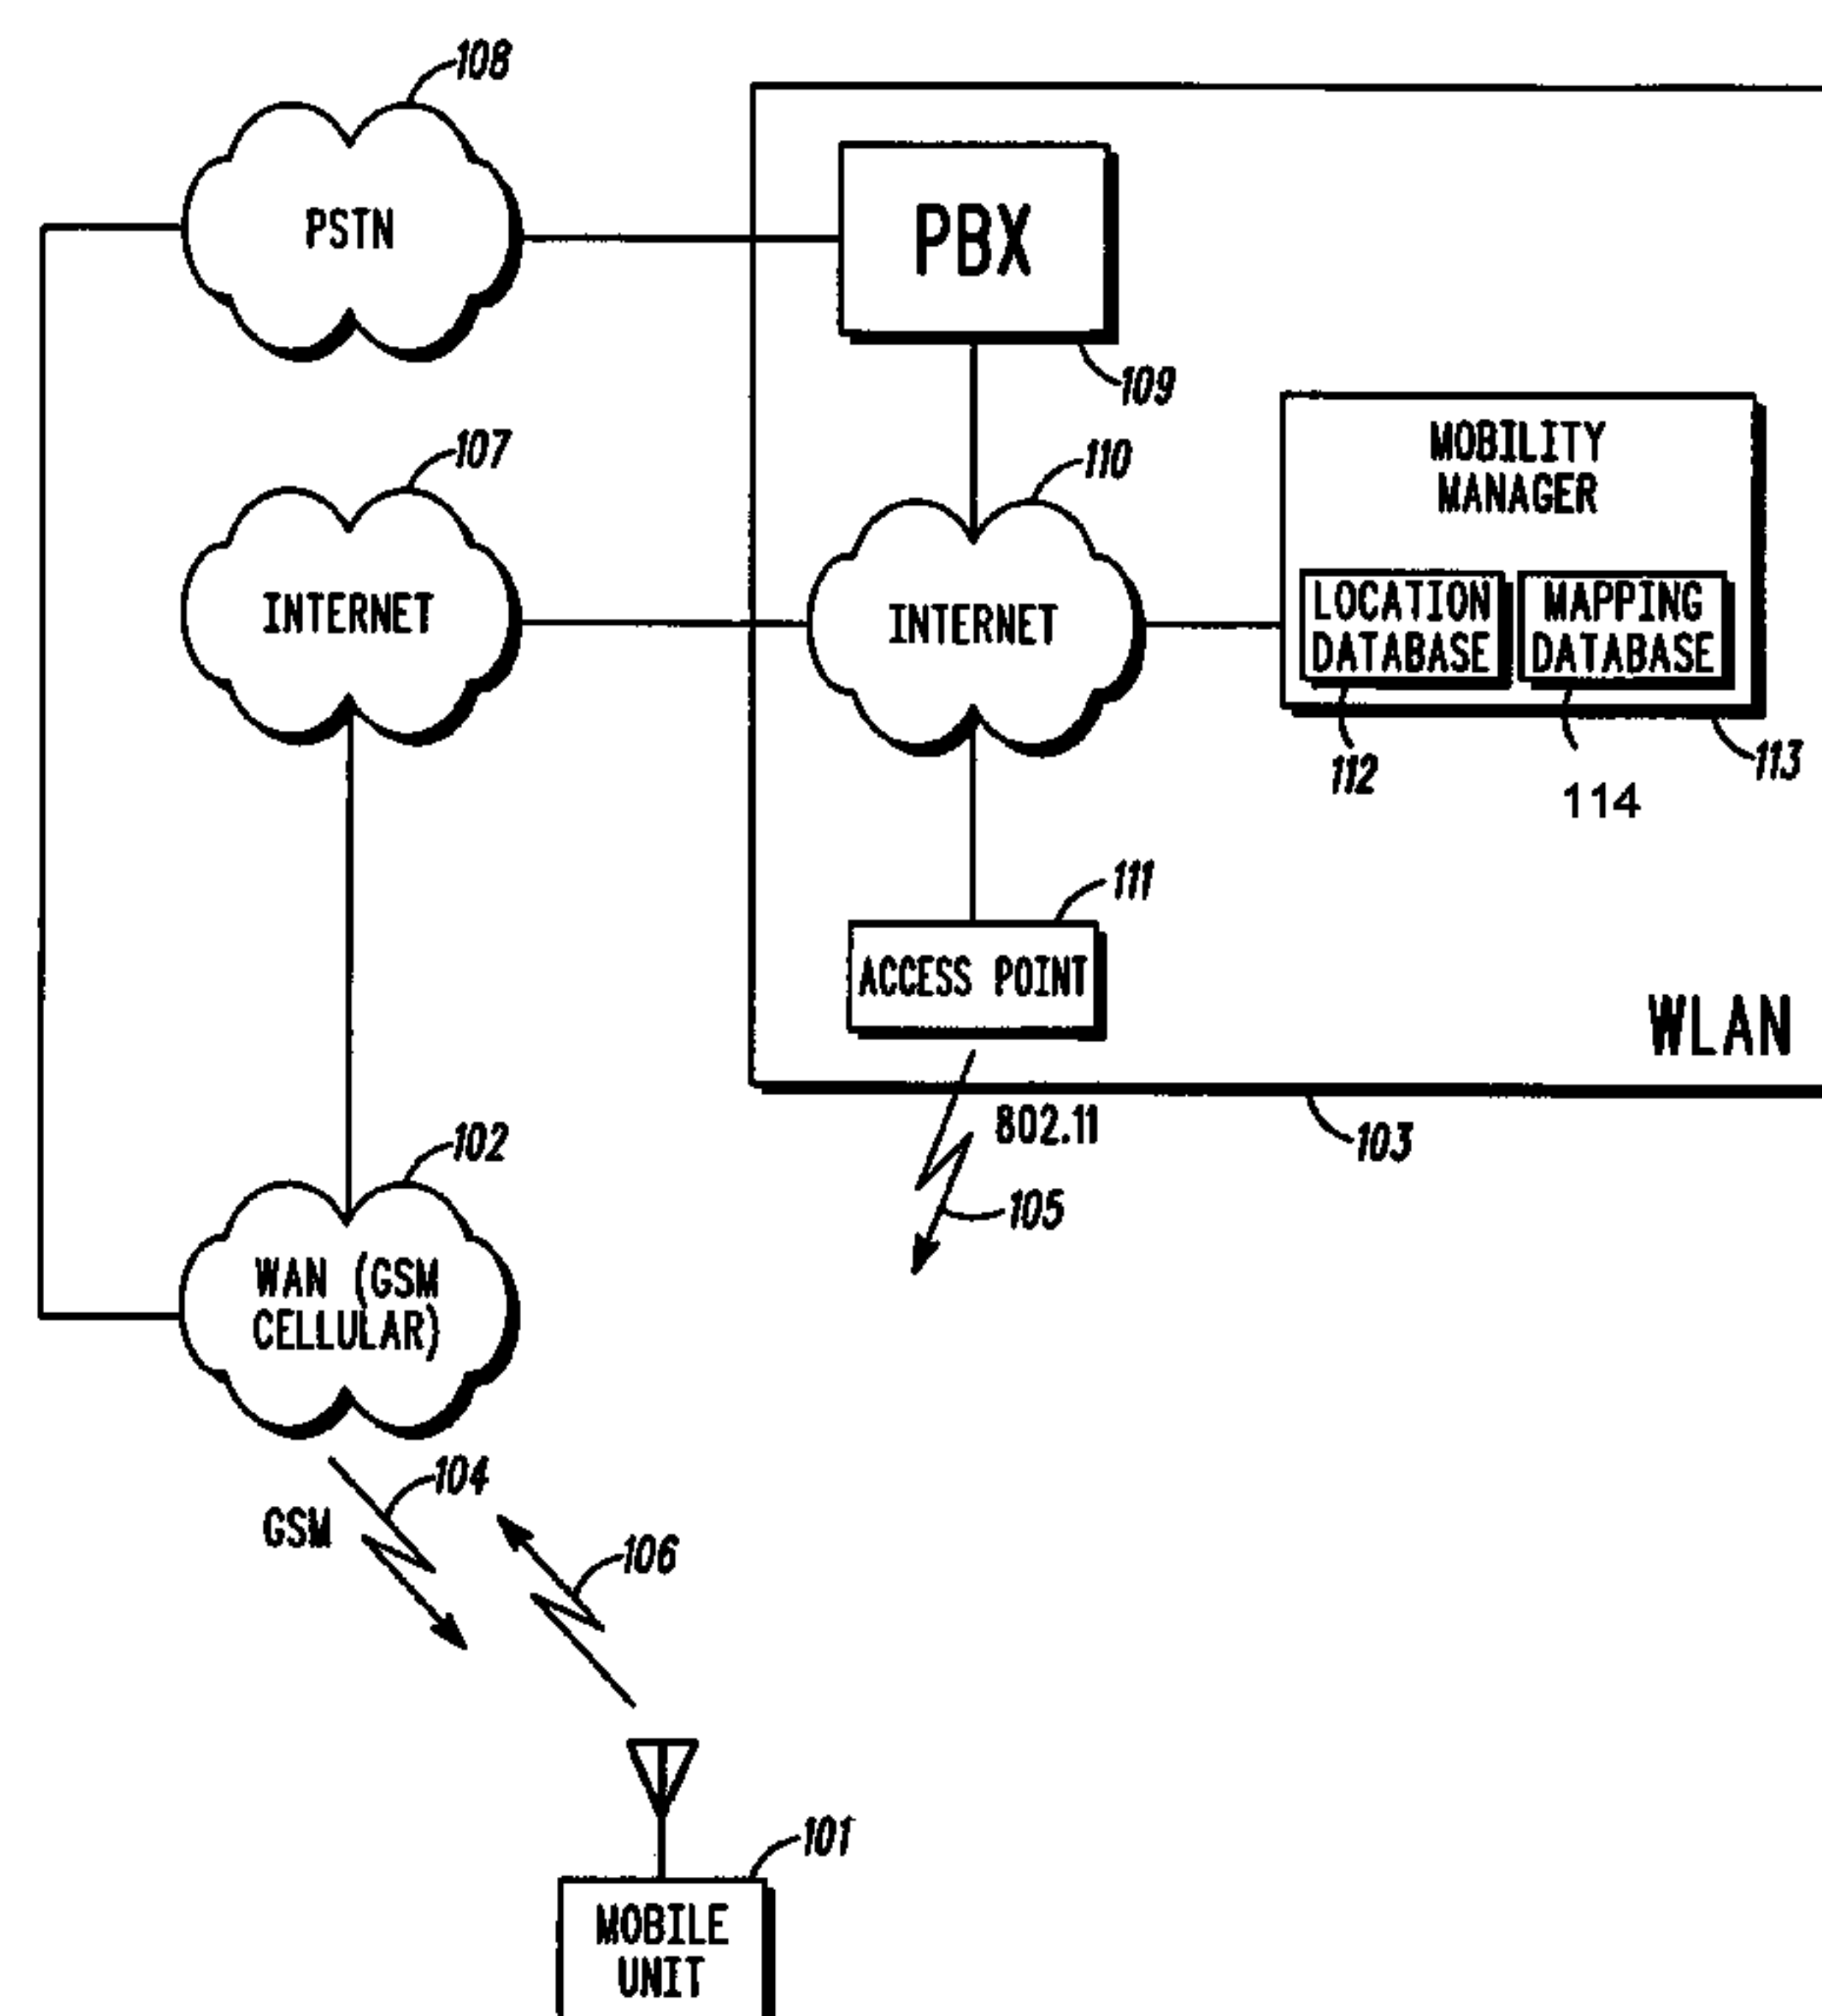 108
PSTN
PBX
109
107
INTERNET
110
INTERNET
MOBILITY
MANAGER
LOCATION
DATABASE
MAPPING
DATABASE
112
114
113
111
ACCESS POINT
WLAN
802.11
103
105
102
WAN (GSM
CELLULAR)
104
GSM
106
101
MOBILE
UNIT